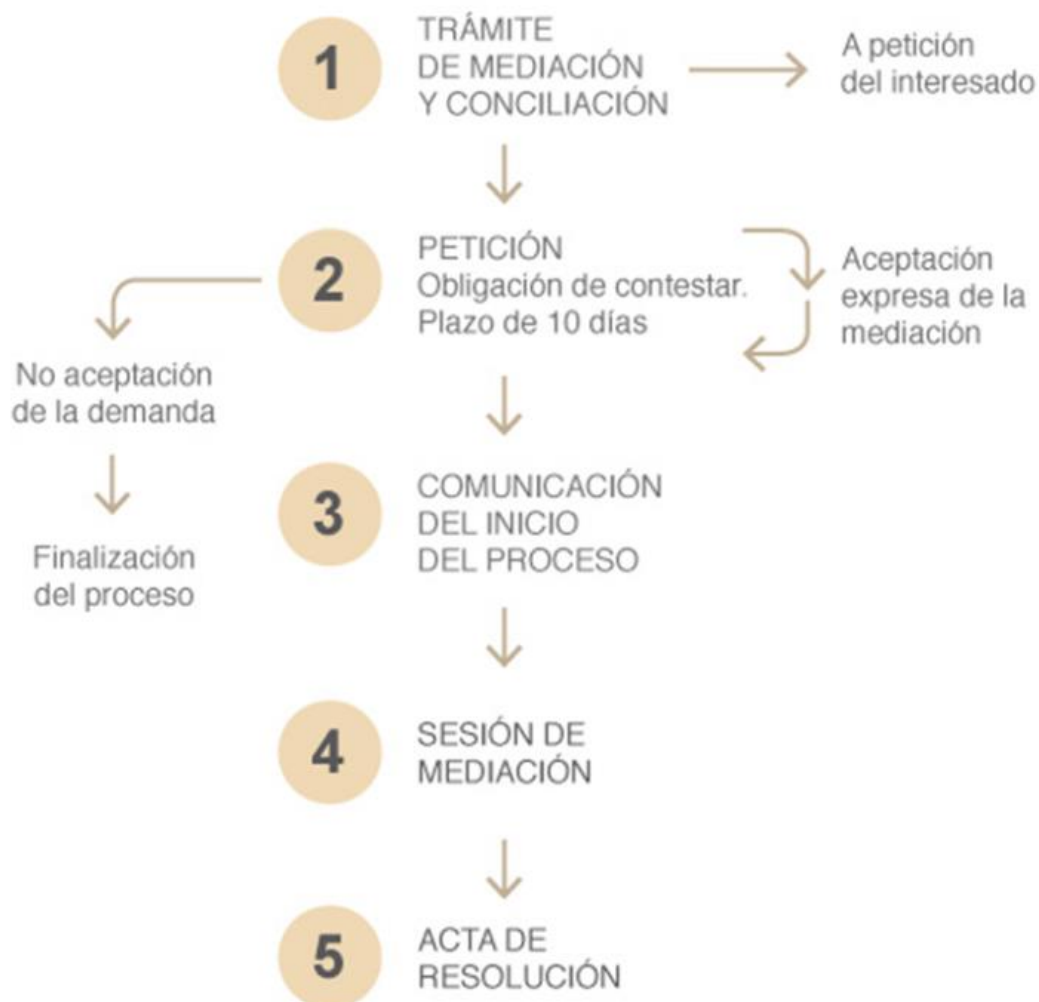 1
TRÁMITE
DE MEDIACIÓN
Y CONCILIACIÓN
A petición
del interesado
2
PETICIÓN
Obligación de contestar.
Plazo de 10 días
Aceptación
expresa de la
mediación
No aceptación
de la demanda
Finalización
del proceso
3
COMUNICACIÓN
DEL INICIO
DEL PROCESO
4
SESIÓN DE
MEDIACIÓN
5
ACTA DE
RESOLUCIÓN